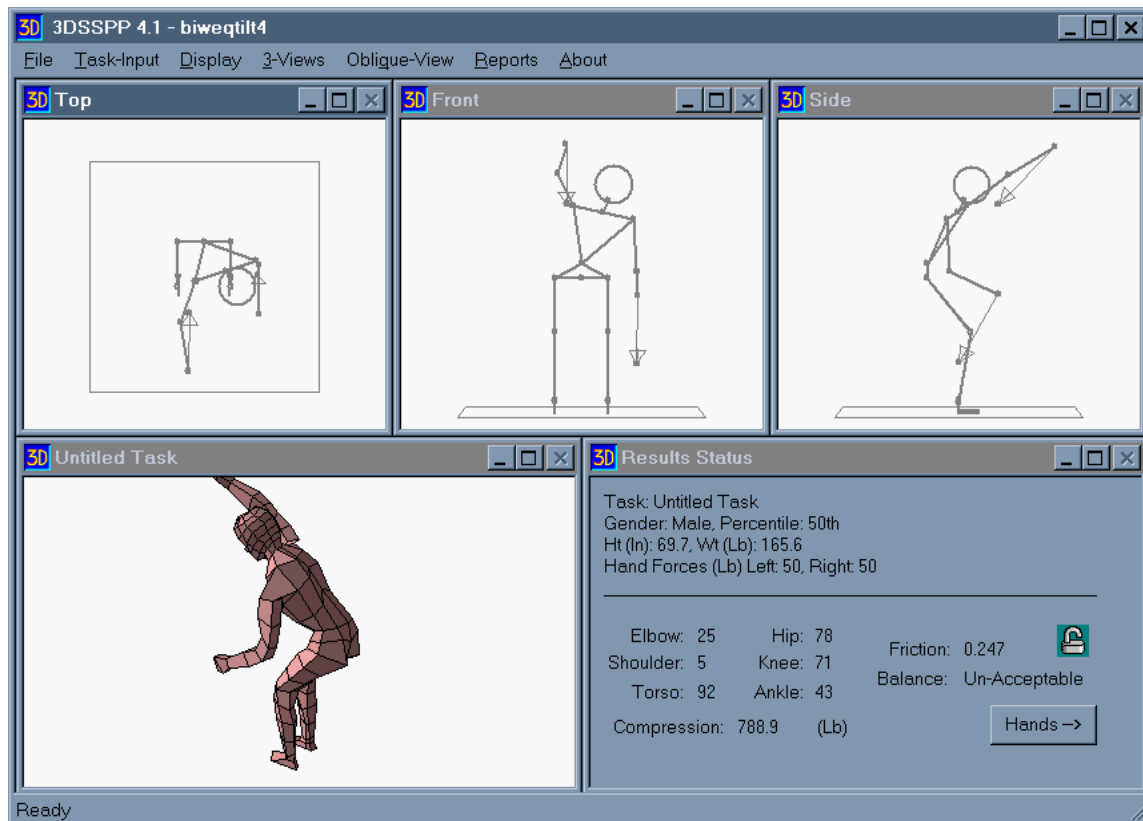 3D 3DSSPP 4.1 - biweqtilt4
File Task-Input Display 3-Views Oblique-View Reports About
3D Top
3D Front
3D Side
3D Untitled Task
3D Results Status
Task: Untitled Task
Gender: Male, Percentile: 50th
Ht (In): 69.7, Wt (Lb): 165.6
Hand Forces (Lb) Left: 50, Right: 50
Elbow: 25 Hip: 78
Shoulder: 5 Knee: 71
Torso: 92 Ankle: 43
Friction: 0.247
Balance: Un-Acceptable
Compression: 788.9 (Lb)
Hands -->
Ready